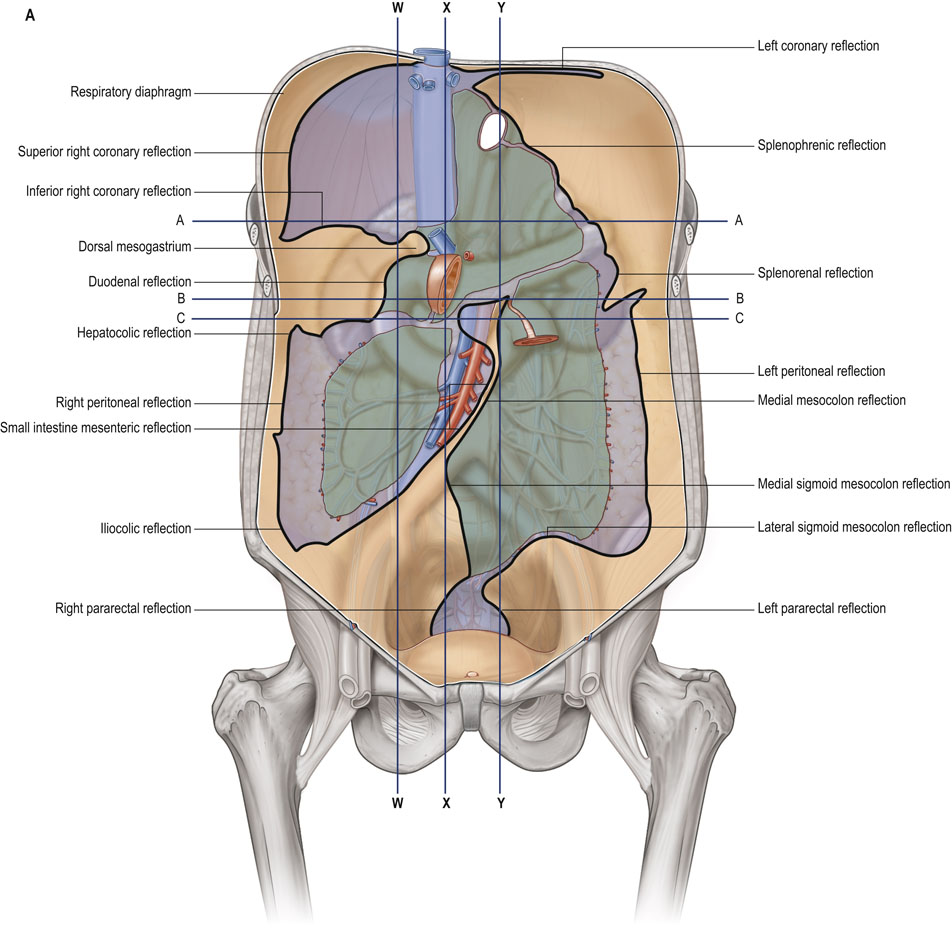 A
W X Y
Left coronary reflection
Respiratory diaphragm
Splenophrenic reflection
Superior right coronary reflection
Inferior right coronary reflection
A A
Dorsal mesogastrium
Splenorenal reflection
Duodenal reflection
B B
C C
Hepatocolic reflection
Left peritoneal reflection
Right peritoneal reflection
Medial mesocolon reflection
Small intestine mesenteric reflection
Medial sigmoid mesocolon reflection
Iliocolic reflection
Lateral sigmoid mesocolon reflection
Right pararectal reflection
Left pararectal reflection
W X Y